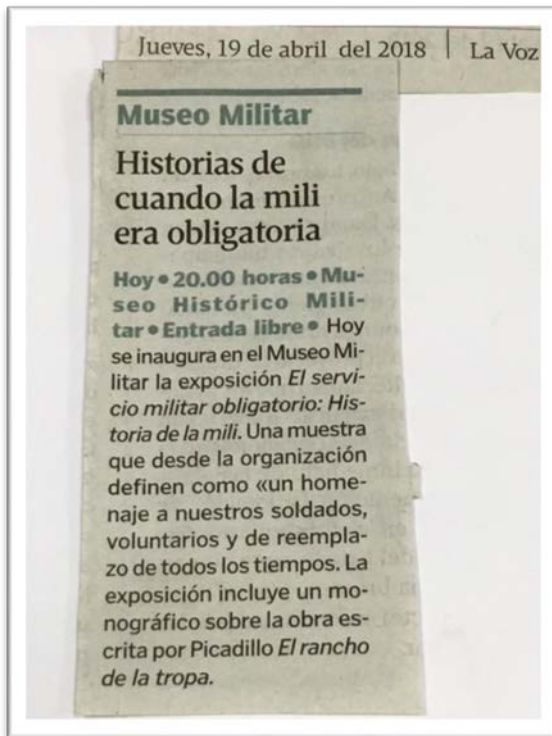 Jueves, 19 de abril del 2018 | La Voz
Museo Militar
Historias de
cuando la mili
era obligatoria
Hoy • 20.00 horas • Mu-
seo Histórico Mili-
tar • Entrada libre • Hoy
se inaugura en el Museo Mi-
litar la exposición El servi-
cio militar obligatorio: His-
toria de la mili. Una muestra
que desde la organización
definen como «un home-
naje a nuestros soldados,
voluntarios y de reempla-
zo de todos los tiempos. La
exposición incluye un mo-
nográfico sobre la obra es-
crita por Picadillo El rancho
de la tropa.